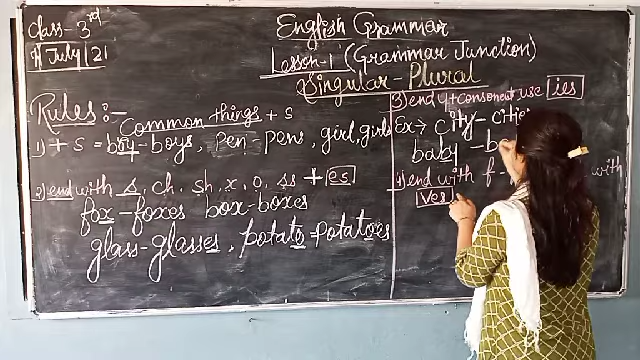 Class - 3rd
July/21
English Grammar
Lesson-1 (Grammar Junction)
Singular - Plural
Rules:-
Common things + s
1) + s = boy-boys, pen-pens, girl, girls
2) end with s, ch, sh, x, o, ss + es
fox-foxes box-boxes
glass-glasses, potato-potatoes
3) end y+consonent use ies
Ex→ city-cities
baby - b
4) end with f - with
ves